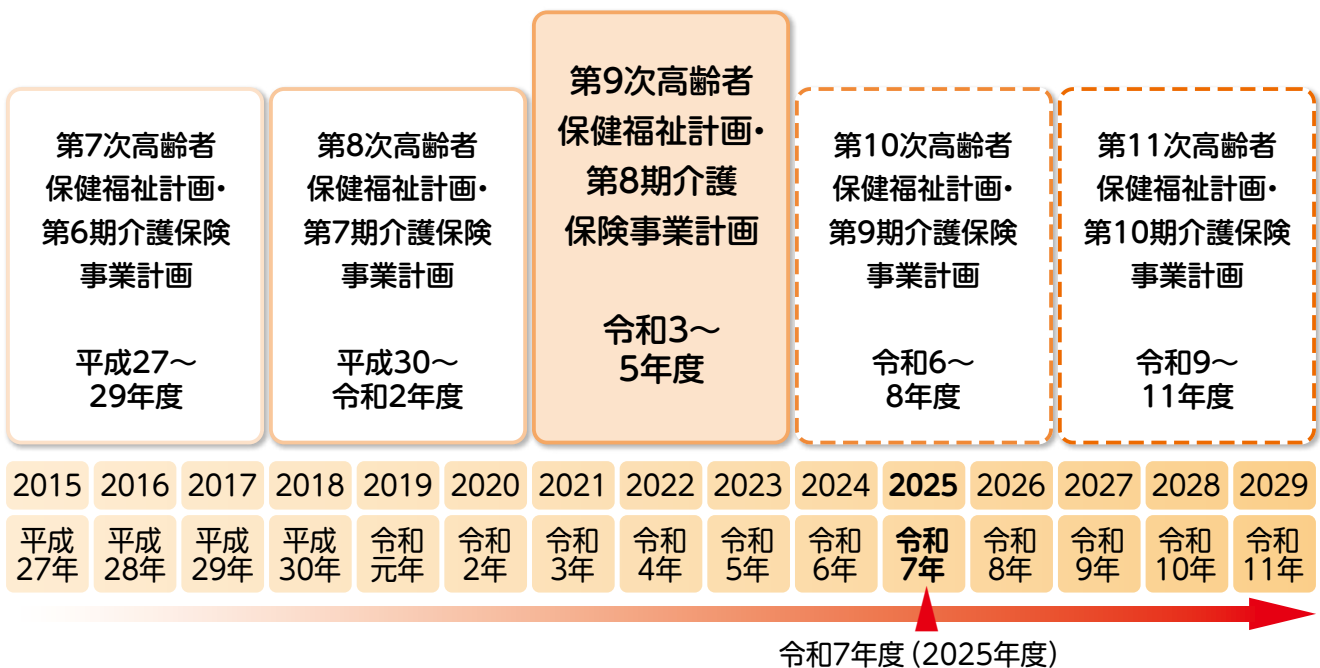 第7次高齢者
保健福祉計画・
第6期介護保険
事業計画
平成27～
29年度
第8次高齢者
保健福祉計画・
第7期介護保険
事業計画
平成30～
令和2年度
第9次高齢者
保健福祉計画・
第8期介護
保険事業計画
令和3～
5年度
第10次高齢者
保健福祉計画・
第9期介護保険
事業計画
令和6～
8年度
第11次高齢者
保健福祉計画・
第10期介護保険
事業計画
令和9～
11年度
2015 2016 2017 2018 2019 2020 2021 2022 2023 2024 2025 2026 2027 2028 2029
平成 平成 平成 平成 令和 令和 令和 令和 令和 令和 令和 令和 令和 令和 令和
27年 28年 29年 30年 元年 2年 3年 4年 5年 6年 7年 8年 9年 10年 11年
令和7年度(2025年度)